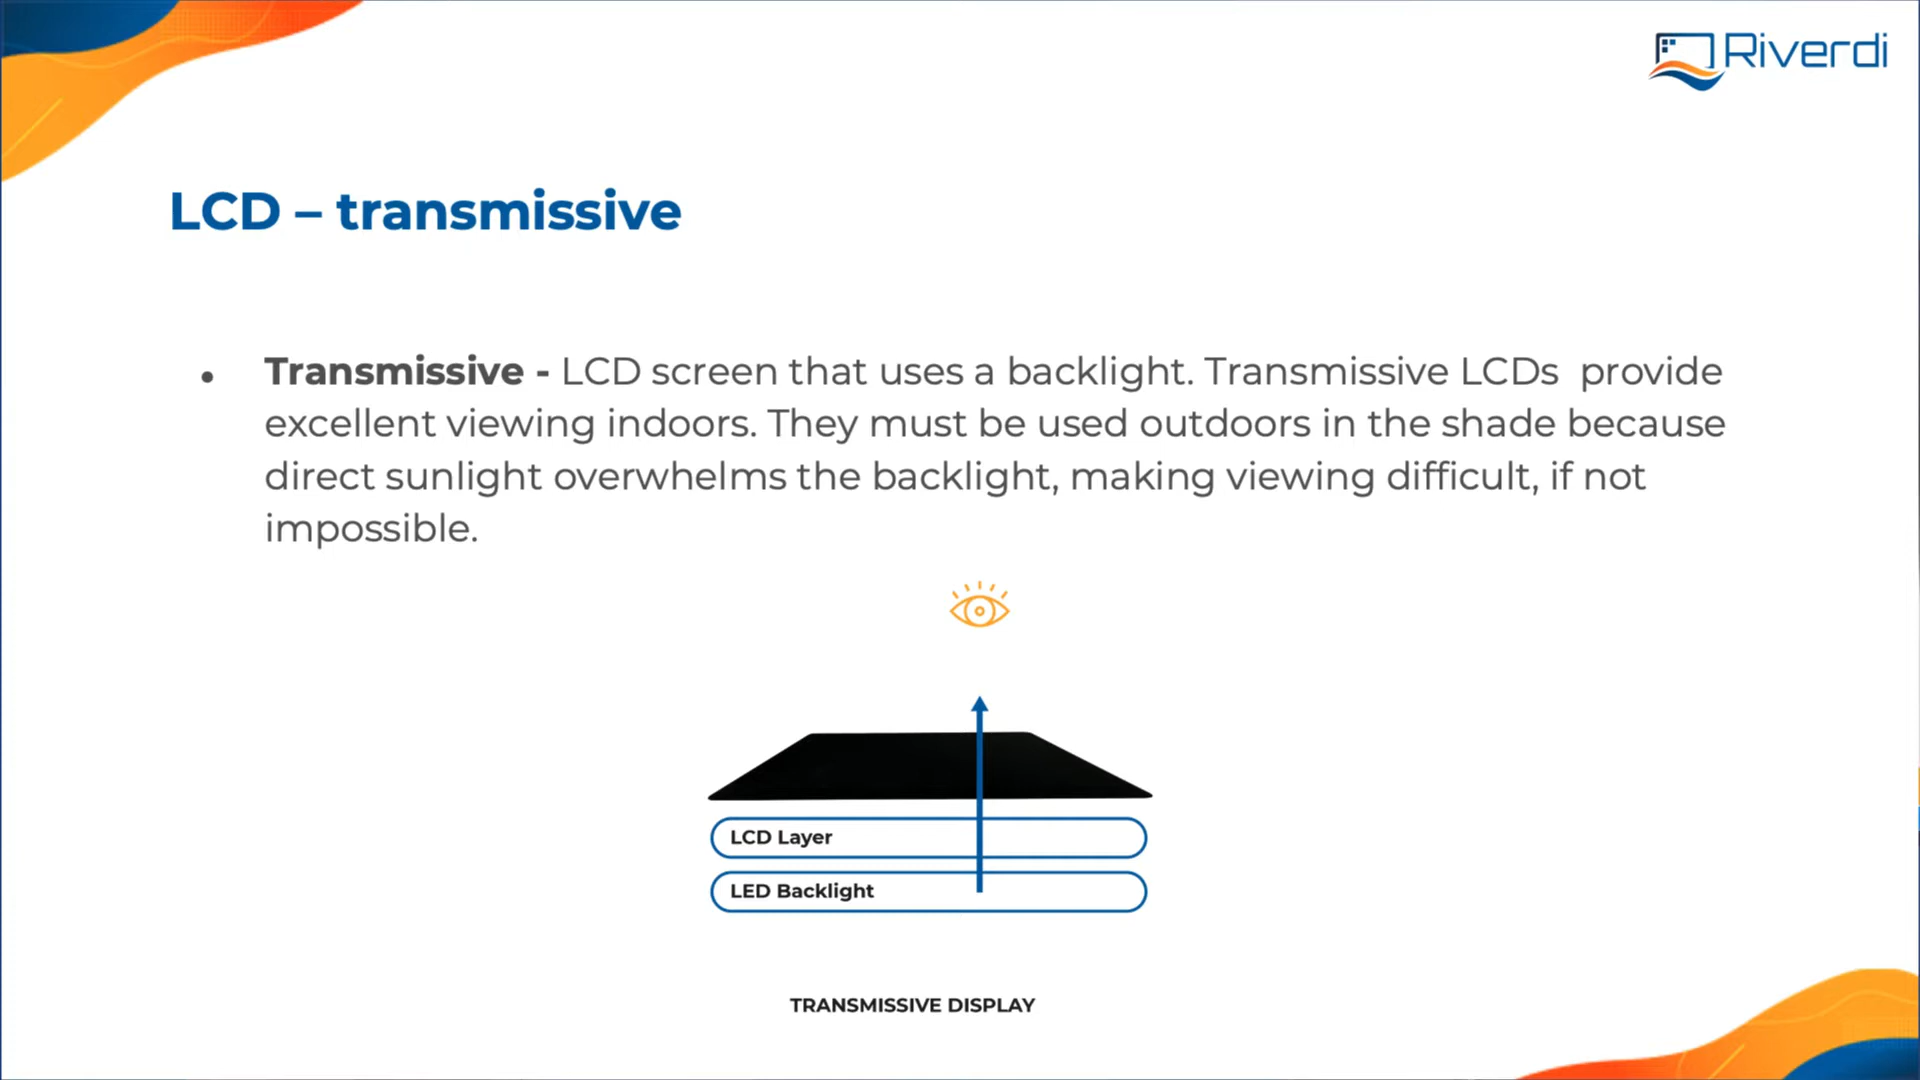 Riverdi
LCD – transmissive
• Transmissive - LCD screen that uses a backlight. Transmissive LCDs  provide
excellent viewing indoors. They must be used outdoors in the shade because
direct sunlight overwhelms the backlight, making viewing difficult, if not
impossible.
LCD Layer
LED Backlight
TRANSMISSIVE DISPLAY